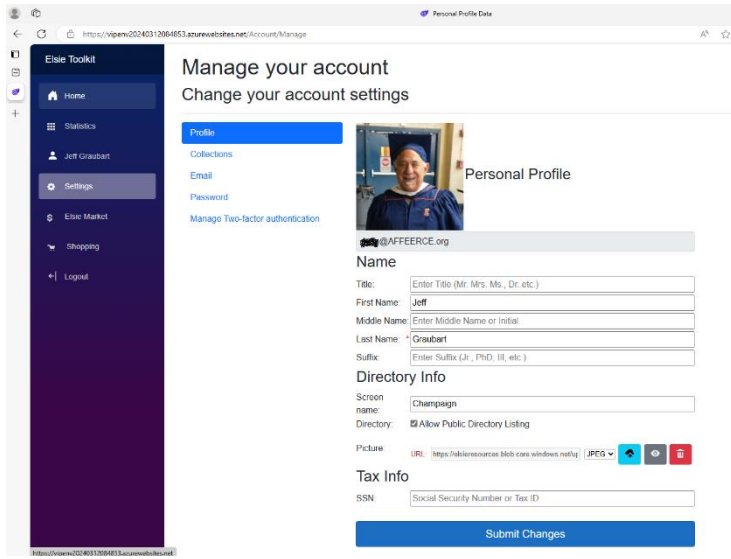 Personal Profile Data
https://vipenv20240312084853.azurewebsites.net/Account/Manage
Elsie Toolkit
Home
Statistics
Jeff Graubart
Settings
$ Elsie Market
Shopping
Logout
Manage your account
Change your account settings
Profile
Collections
Email
Password
Manage Two-factor authentication
Personal Profile
@AFFEERCE.org
Name
Title: Enter Title (Mr. Mrs. Ms., Dr. etc.)
First Name: Jeff
Middle Name: Enter Middle Name or Initial
Last Name: * Graubart
Suffix: Enter Suffix (Jr., PhD, III, etc.)
Directory Info
Screen name: Champaign
Directory: Allow Public Directory Listing
Picture: URL: https://elsieresources.blob.core.windows.net/up JPEG
Tax Info
SSN: Social Security Number or Tax ID
Submit Changes
https://vipenv20240312084853.azurewebsites.net